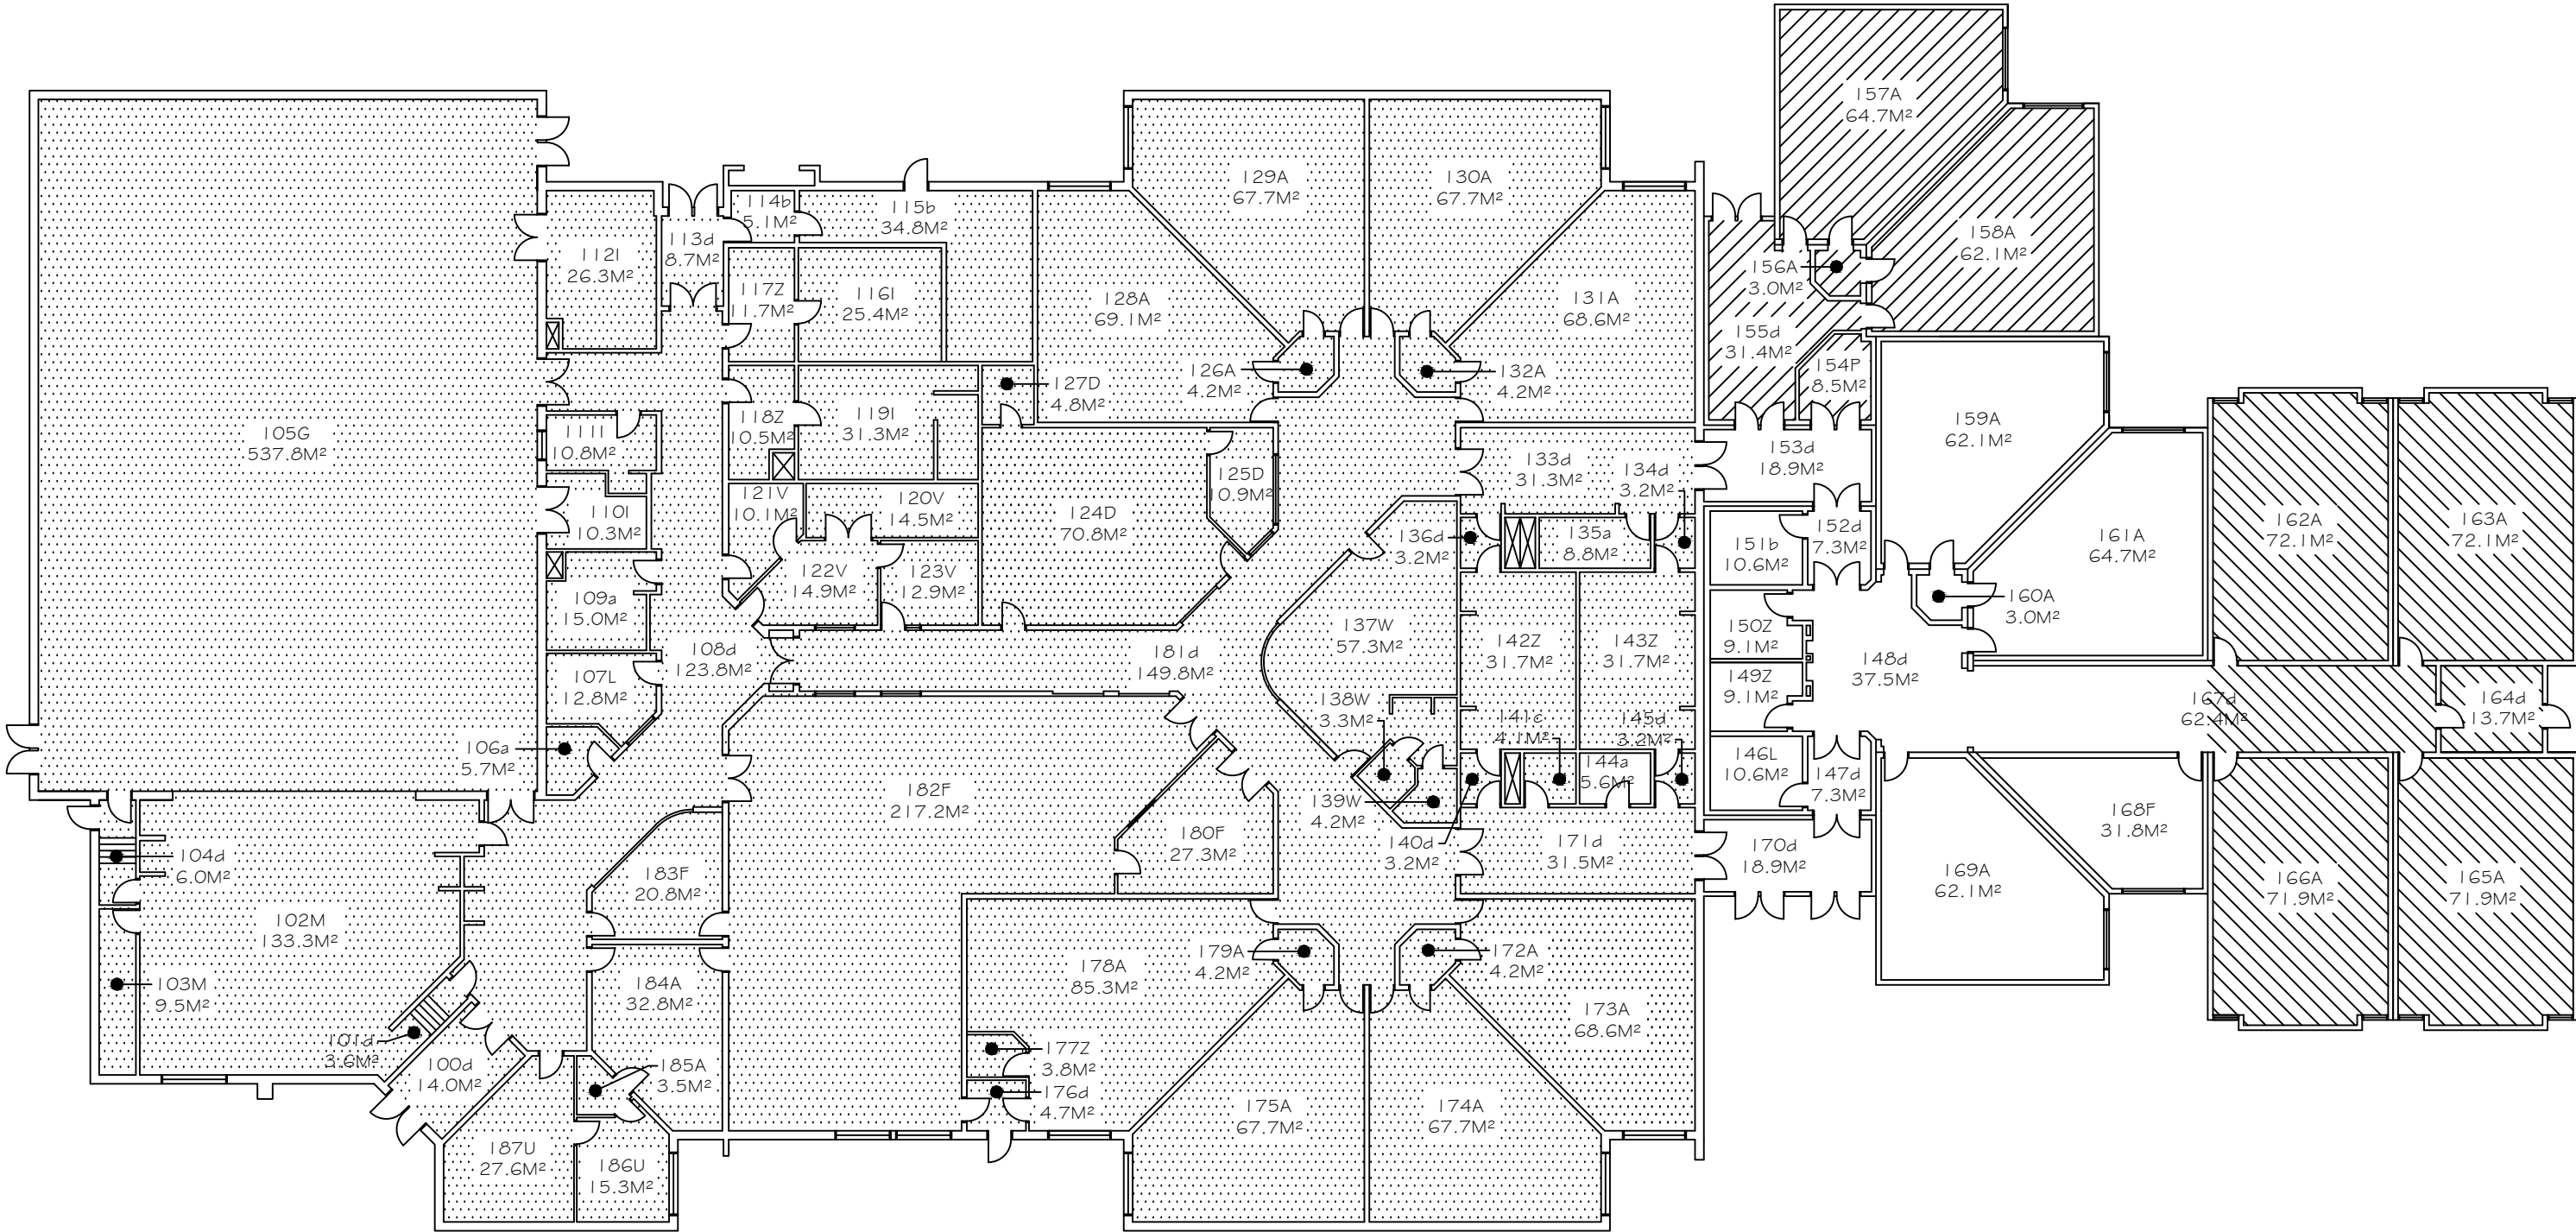 157A
64.7M²
129A
67.7M²
130A
67.7M²
114b
5.1M²
115b
34.8M²
113d
8.7M²
112I
26.3M²
158A
62.1M²
156A
3.0M²
117Z
11.7M²
116I
25.4M²
128A
69.1M²
131A
68.6M²
155d
31.4M²
154P
8.5M²
126A
4.2M²
132A
4.2M²
127D
4.8M²
118Z
10.5M²
119I
31.3M²
159A
62.1M²
105G
537.8M²
111I
10.8M²
125D
10.9M²
133d
31.3M²
134d
3.2M²
153d
18.9M²
121V
10.1M²
120V
14.5M²
124D
70.8M²
110I
10.3M²
136d
3.2M²
135a
8.8M²
151b
10.6M²
152d
7.3M²
161A
64.7M²
162A
72.1M²
163A
72.1M²
122V
14.9M²
123V
12.9M²
109a
15.0M²
160A
3.0M²
137W
57.3M²
142Z
31.7M²
143Z
31.7M²
150Z
9.1M²
108d
123.8M²
181d
149.8M²
148d
37.5M²
107L
12.8M²
149Z
9.1M²
167d
62.4M²
164d
13.7M²
138W
3.3M²
141c
4.1M²
145d
3.2M²
106a
5.7M²
146L
10.6M²
147d
7.3M²
144a
5.6M²
182F
217.2M²
139W
4.2M²
180F
27.3M²
140d
3.2M²
171d
31.5M²
170d
18.9M²
168F
31.8M²
104d
6.0M²
183F
20.8M²
169A
62.1M²
166A
71.9M²
165A
71.9M²
102M
133.3M²
179A
4.2M²
172A
4.2M²
178A
85.3M²
184A
32.8M²
103M
9.5M²
173A
68.6M²
101d
3.6M²
100d
14.0M²
177Z
3.8M²
185A
3.5M²
176d
4.7M²
175A
67.7M²
174A
67.7M²
187U
27.6M²
186U
15.3M²